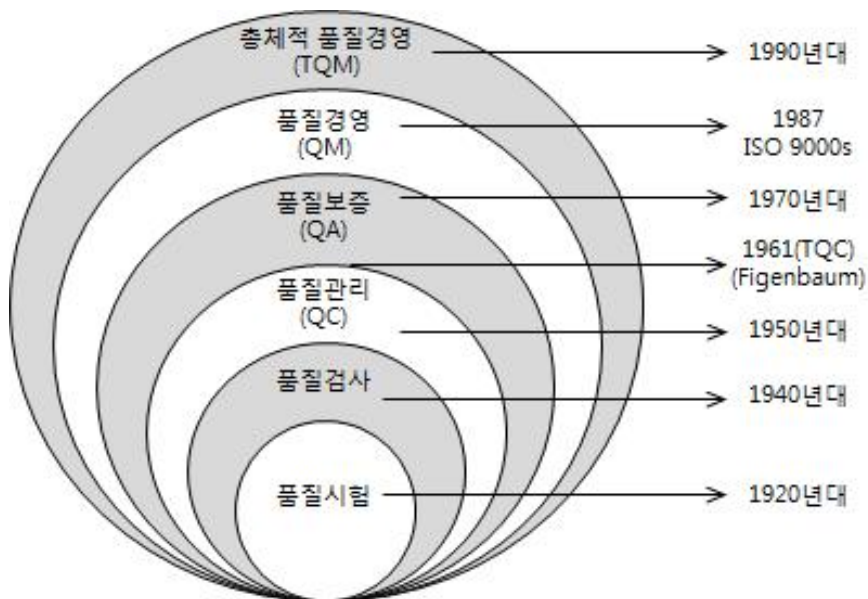 총체적 품질경영
(TQM)
1990년대
품질경영
(QM)
1987
ISO 9000s
품질보증
(QA)
1970년대
1961(TQC)
(Figenbaum)
품질관리
(QC)
1950년대
품질검사
1940년대
품질시험
1920년대